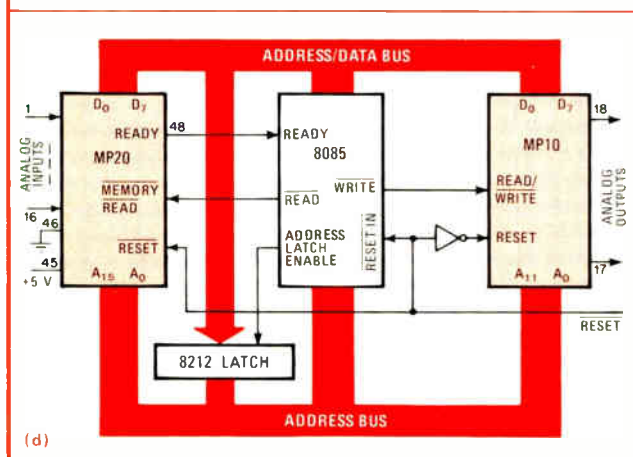 ADDRESS/DATA BUS
1
D₀ D₇
READY
48
MP20
ANALOG
INPUTS
MEMORY
READ
16
46
RESET
45
+5 V
A₁₅ A₀
READY
8085
READ
WRITE
ADDRESS
LATCH
ENABLE
RESET IN
D₀ D₇
18
MP10
READ/
WRITE
RESET
ANALOG
OUTPUTS
17
A₁₁ A₀
RESET
8212 LATCH
ADDRESS BUS
(d)